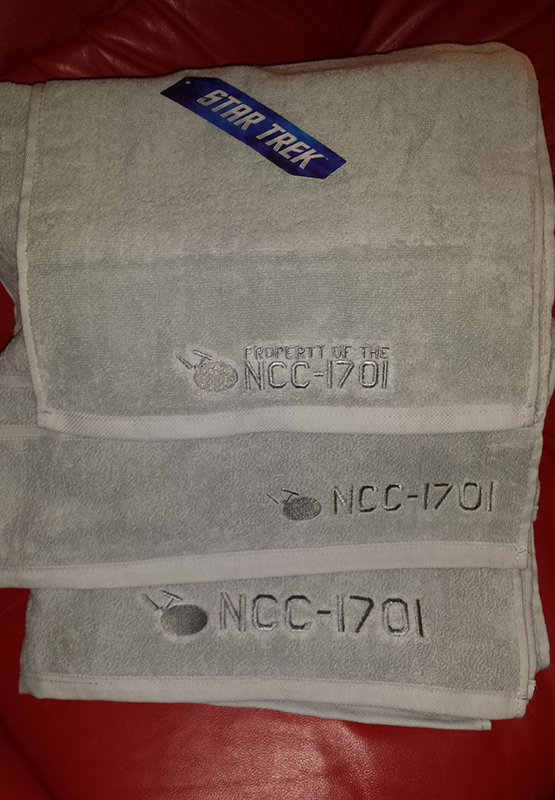 STAR TREK
PROPERTY OF THE
NCC-1701
NCC-1701
NCC-1701